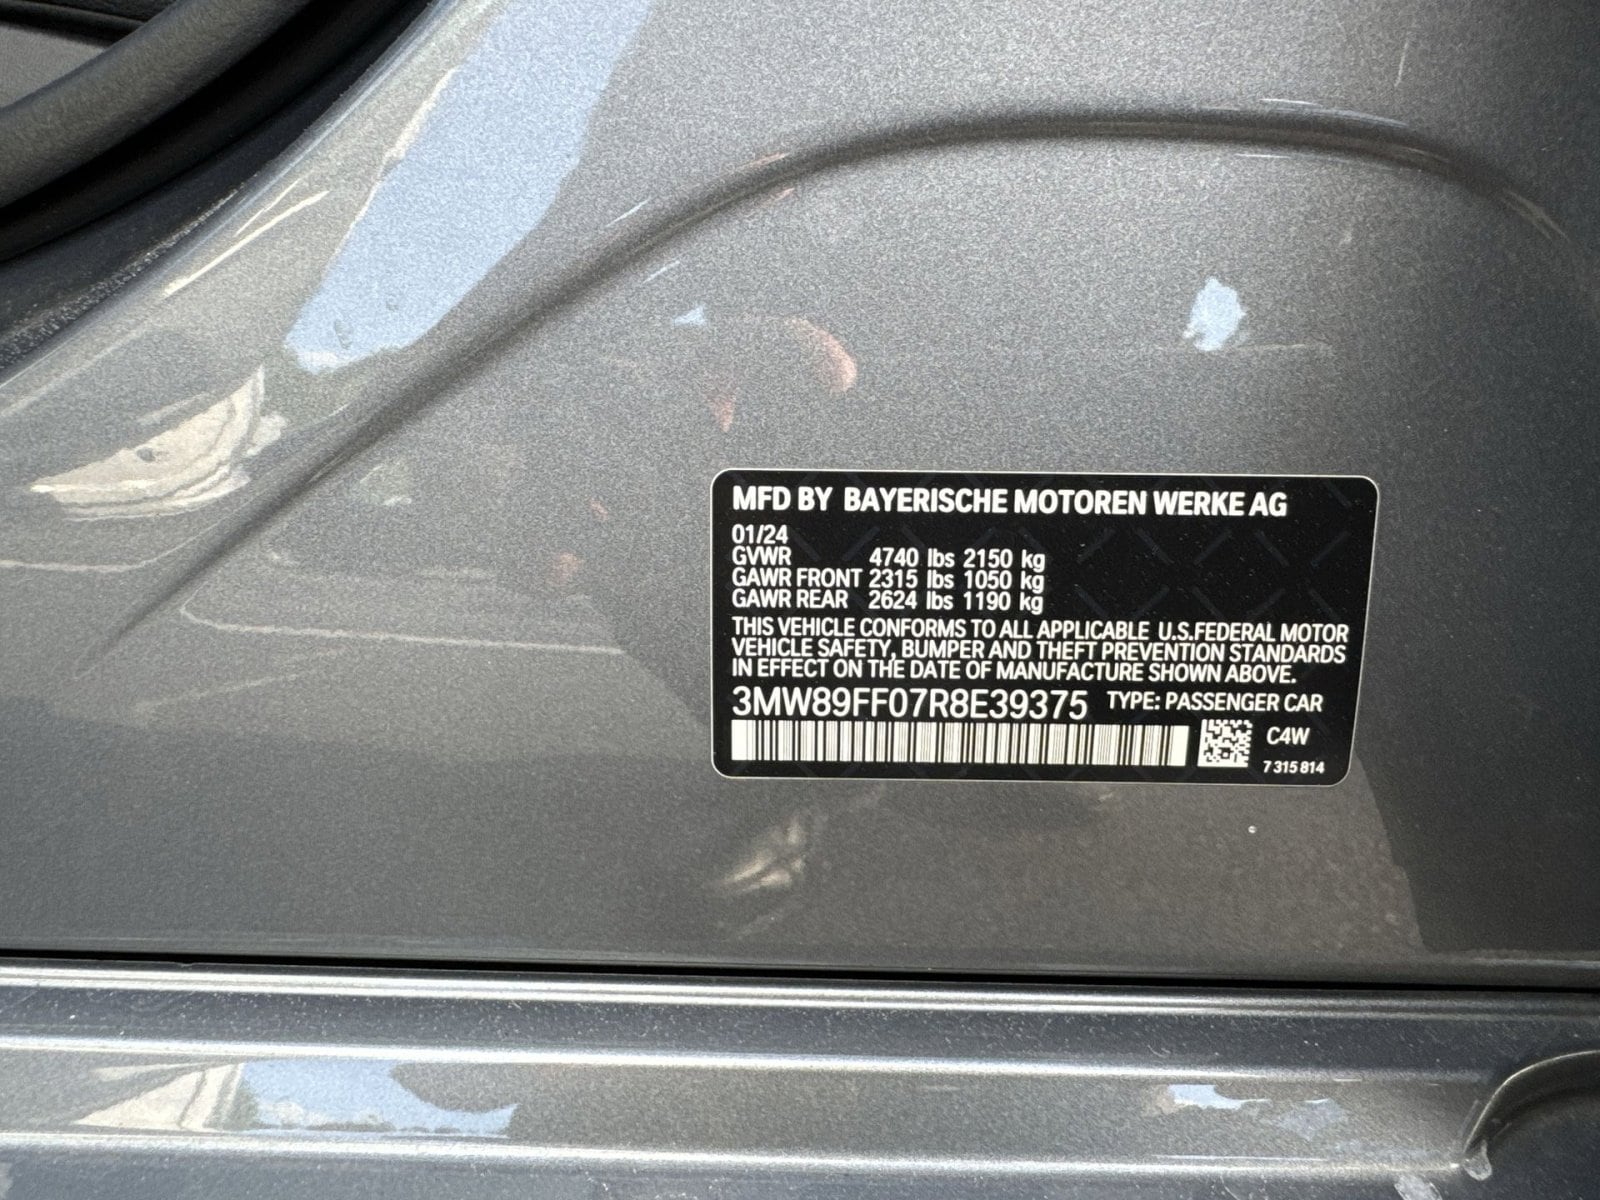 MFD BY BAYERISCHE MOTOREN WERKE AG
01/24
GVWR 4740 lbs 2150 kg
GAWR FRONT 2315 lbs 1050 kg
GAWR REAR 2624 lbs 1190 kg
THIS VEHICLE CONFORMS TO ALL APPLICABLE U.S.FEDERAL MOTOR
VEHICLE SAFETY, BUMPER AND THEFT PREVENTION STANDARDS
IN EFFECT ON THE DATE OF MANUFACTURE SHOWN ABOVE.
3MW89FF07R8E39375 TYPE: PASSENGER CAR
C4W
7 315 814